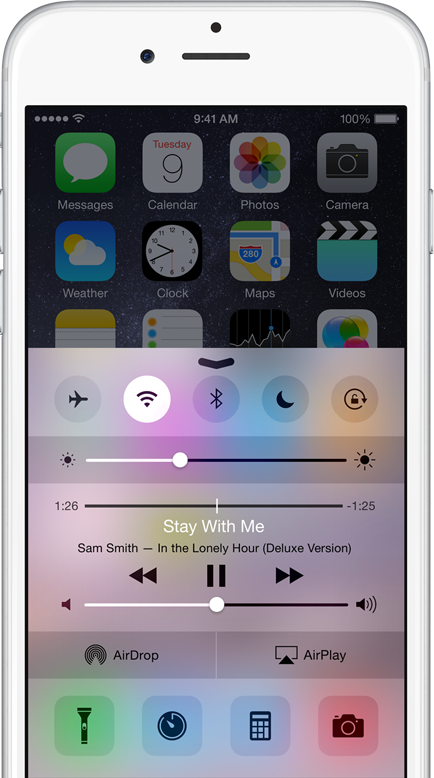 9:41 AM 100%
Tuesday
9
Messages Calendar Photos Camera
280
Weather Clock Maps Videos
1:26 -1:25
Stay With Me
Sam Smith — In the Lonely Hour (Deluxe Version)
AirDrop AirPlay